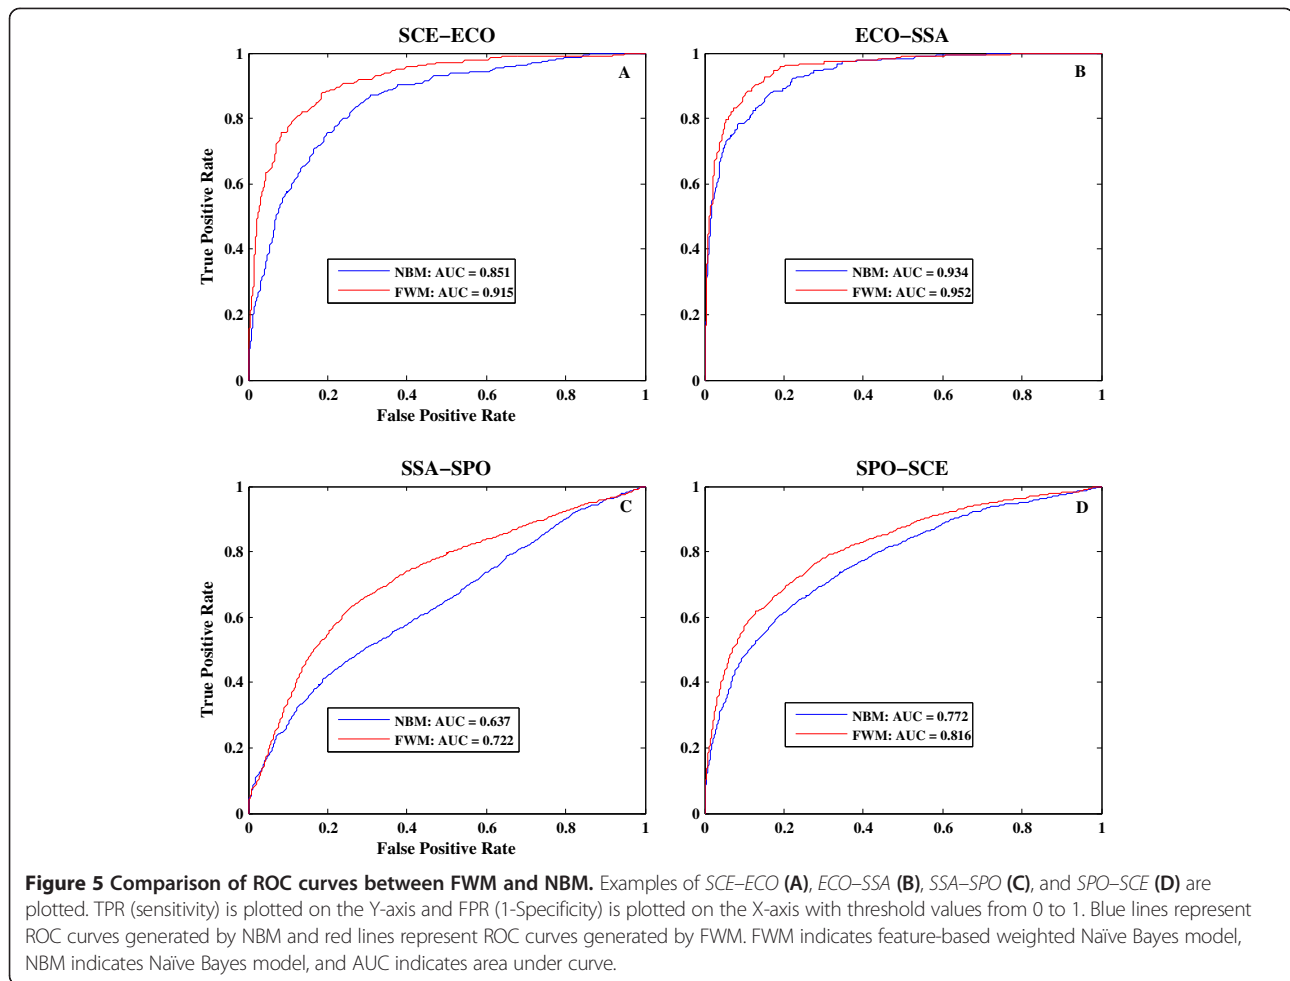 SCE–ECO
A
1
0.8
0.6
0.4
0.2
0
True Positive Rate
NBM: AUC = 0.851
FWM: AUC = 0.915
0 0.2 0.4 0.6 0.8 1
False Positive Rate
ECO–SSA
B
1
0.8
0.6
0.4
0.2
0
NBM: AUC = 0.934
FWM: AUC = 0.952
0 0.2 0.4 0.6 0.8 1
SSA–SPO
C
1
0.8
0.6
0.4
0.2
0
True Positive Rate
NBM: AUC = 0.637
FWM: AUC = 0.722
0 0.2 0.4 0.6 0.8 1
False Positive Rate
SPO–SCE
D
1
0.8
0.6
0.4
0.2
0
NBM: AUC = 0.772
FWM: AUC = 0.816
0 0.2 0.4 0.6 0.8 1
Figure 5 Comparison of ROC curves between FWM and NBM. Examples of SCE–ECO (A), ECO–SSA (B), SSA–SPO (C), and SPO–SCE (D) are
plotted. TPR (sensitivity) is plotted on the Y-axis and FPR (1-Specificity) is plotted on the X-axis with threshold values from 0 to 1. Blue lines represent
ROC curves generated by NBM and red lines represent ROC curves generated by FWM. FWM indicates feature-based weighted Naïve Bayes model,
NBM indicates Naïve Bayes model, and AUC indicates area under curve.